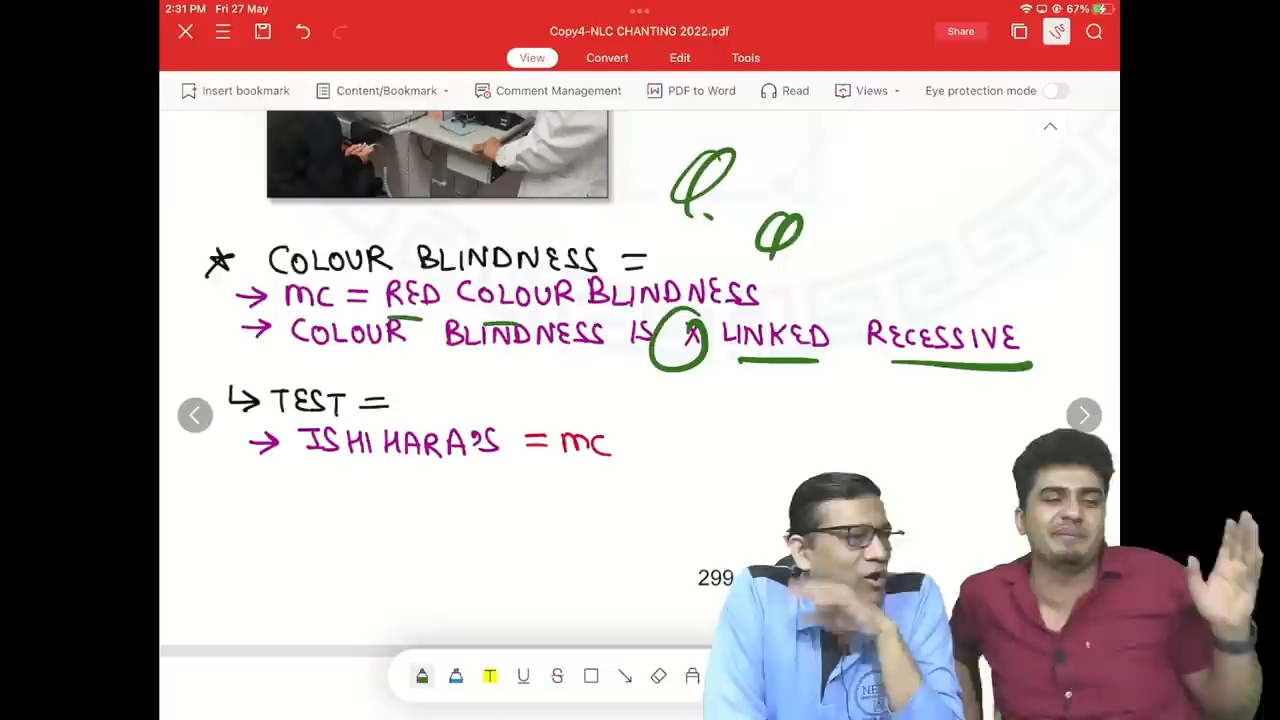 2:31 PM Fri 27 May
67%
Copy4-NLC CHANTING 2022.pdf
Share
View Convert Edit Tools
Insert bookmark Content/Bookmark Comment Management PDF to Word Read Views Eye protection mode
COLOUR BLINDNESS =
→ MC = RED COLOUR BLINDNESS
→ COLOUR BLINDNESS IS X LINKED RECESSIVE
↳ TEST =
→ ISHIHARA'S = MC
299
T U S